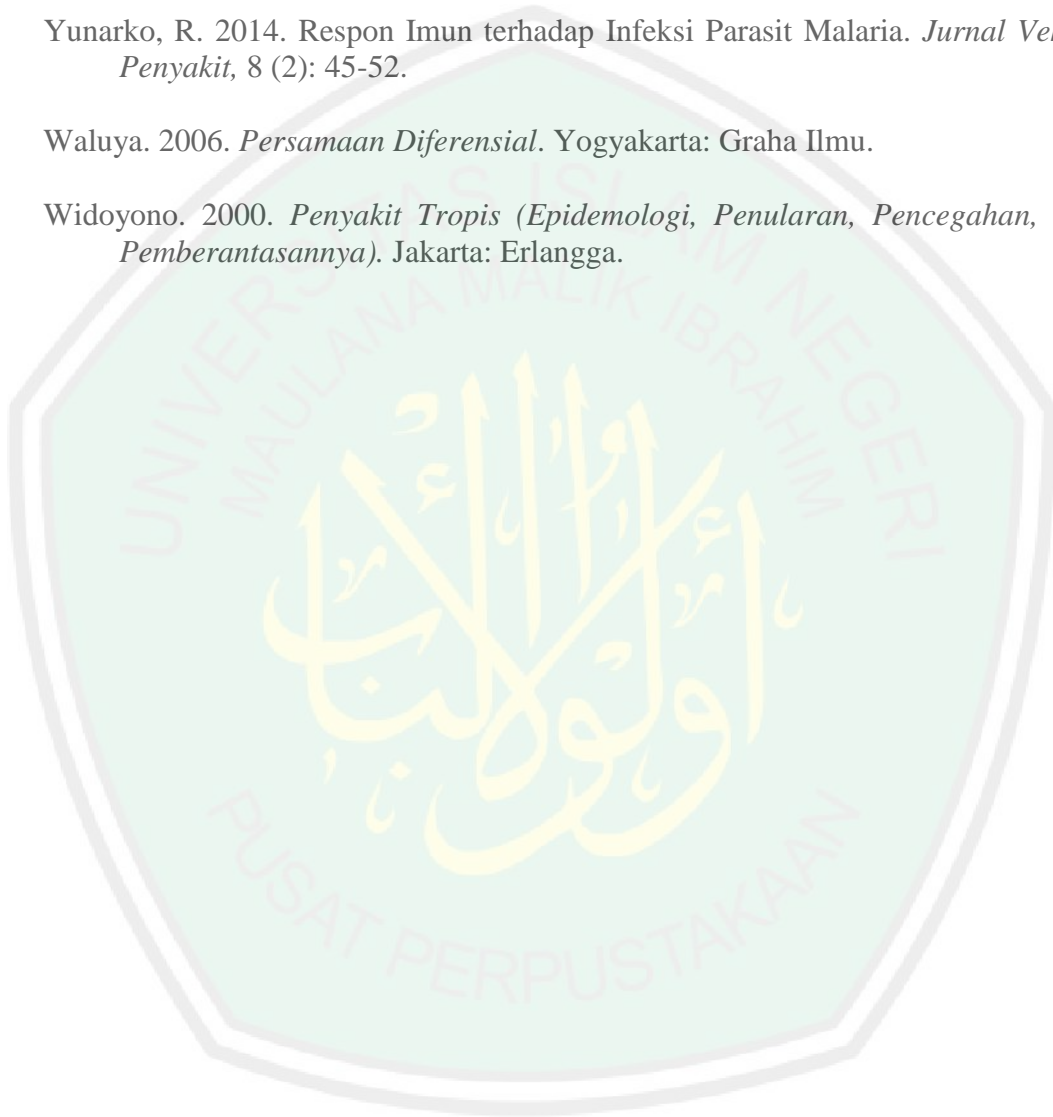 Yunarko, R. 2014. Respon Imun terhadap Infeksi Parasit Malaria. Jurnal
Penyakit, 8 (2): 45-52.
Waluya. 2006. Persamaan Diferensial. Yogyakarta: Graha Ilmu.
Widoyono. 2000. Penyakit Tropis (Epidemologi, Penularan, Pencegahan,
Pemberantasannya). Jakarta: Erlangga.
UNIVERSITAS ISLAM NEGERI
MAULANA MALIK IBRAHIM
أولوا الألباب
PUSAT PERPUSTAKAAN